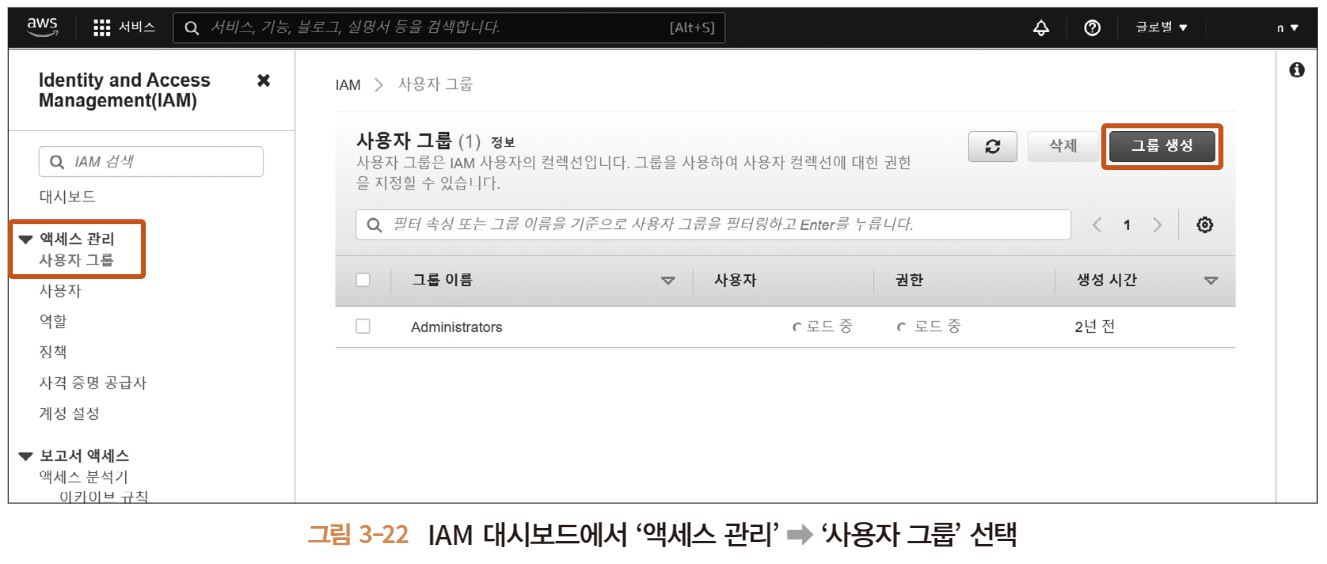 aws 서비스 서비스, 기능, 블로그, 설명서 등을 검색합니다. [Alt+S] 글로벌 ▼ n ▼
Identity and Access
Management(IAM)
IAM 검색
대시보드
액세스 관리
사용자 그룹
사용자
역할
정책
자격 증명 공급자
계정 설정
보고서 액세스
액세스 분석기
아카이브 규칙
IAM > 사용자 그룹
사용자 그룹 (1) 정보
사용자 그룹은 IAM 사용자의 컬렉션입니다. 그룹을 사용하여 사용자 컬렉션에 대한 권한
을 지정할 수 있습니다.
삭제
그룹 생성
필터 속성 또는 그룹 이름을 기준으로 사용자 그룹을 필터링하고 Enter를 누릅니다.
< 1 >
그룹 이름 사용자 권한 생성 시간
Administrators 로드 중 로드 중 2년 전
그림 3-22 IAM 대시보드에서 ‘액세스 관리’ ➡ ‘사용자 그룹’ 선택